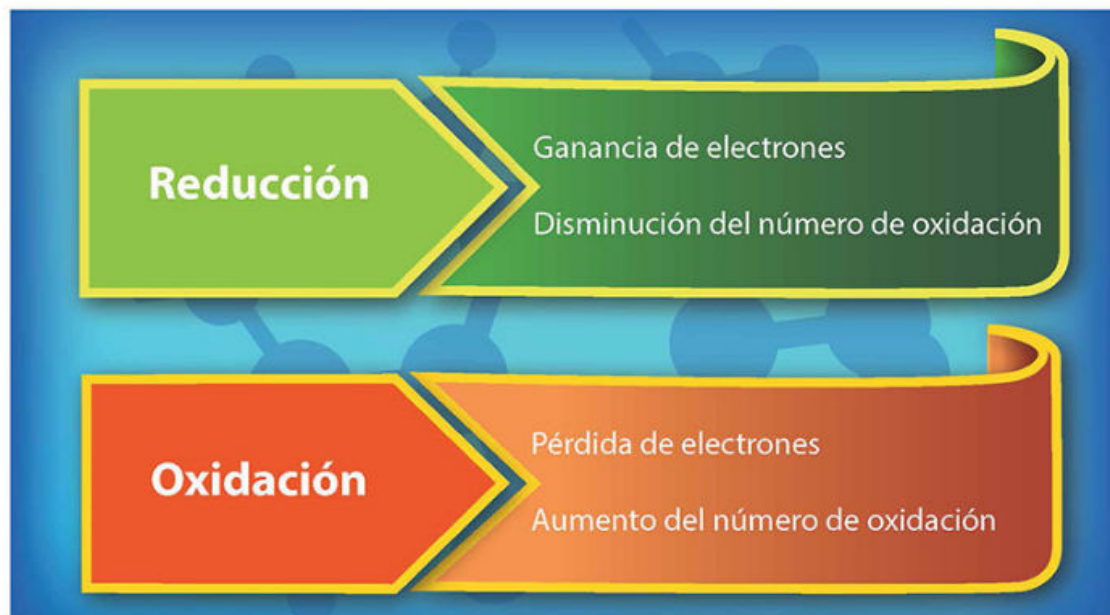 Reducción
Ganancia de electrones
Disminución del número de oxidación
Oxidación
Pérdida de electrones
Aumento del número de oxidación